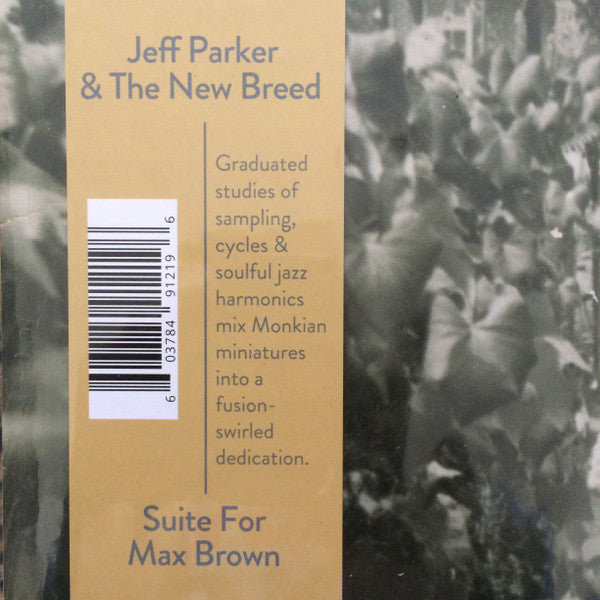 Jeff Parker
& The New Breed
Graduated
studies of
sampling,
cycles &
soulful jazz
harmonics
mix Monkian
miniatures
into a
fusion-
swirled
dedication.
6 03784 91219 6
Suite For
Max Brown